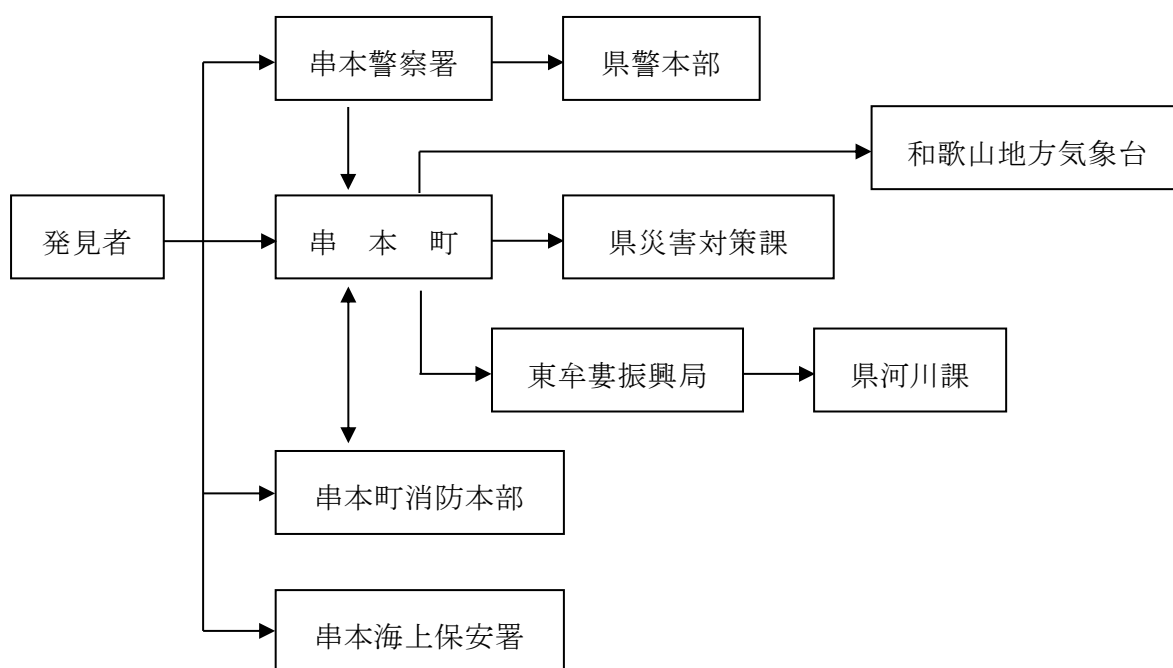 串本警察署
県警本部
和歌山地方気象台
発見者
串　本　町
県災害対策課
東牟婁振興局
県河川課
串本町消防本部
串本海上保安署